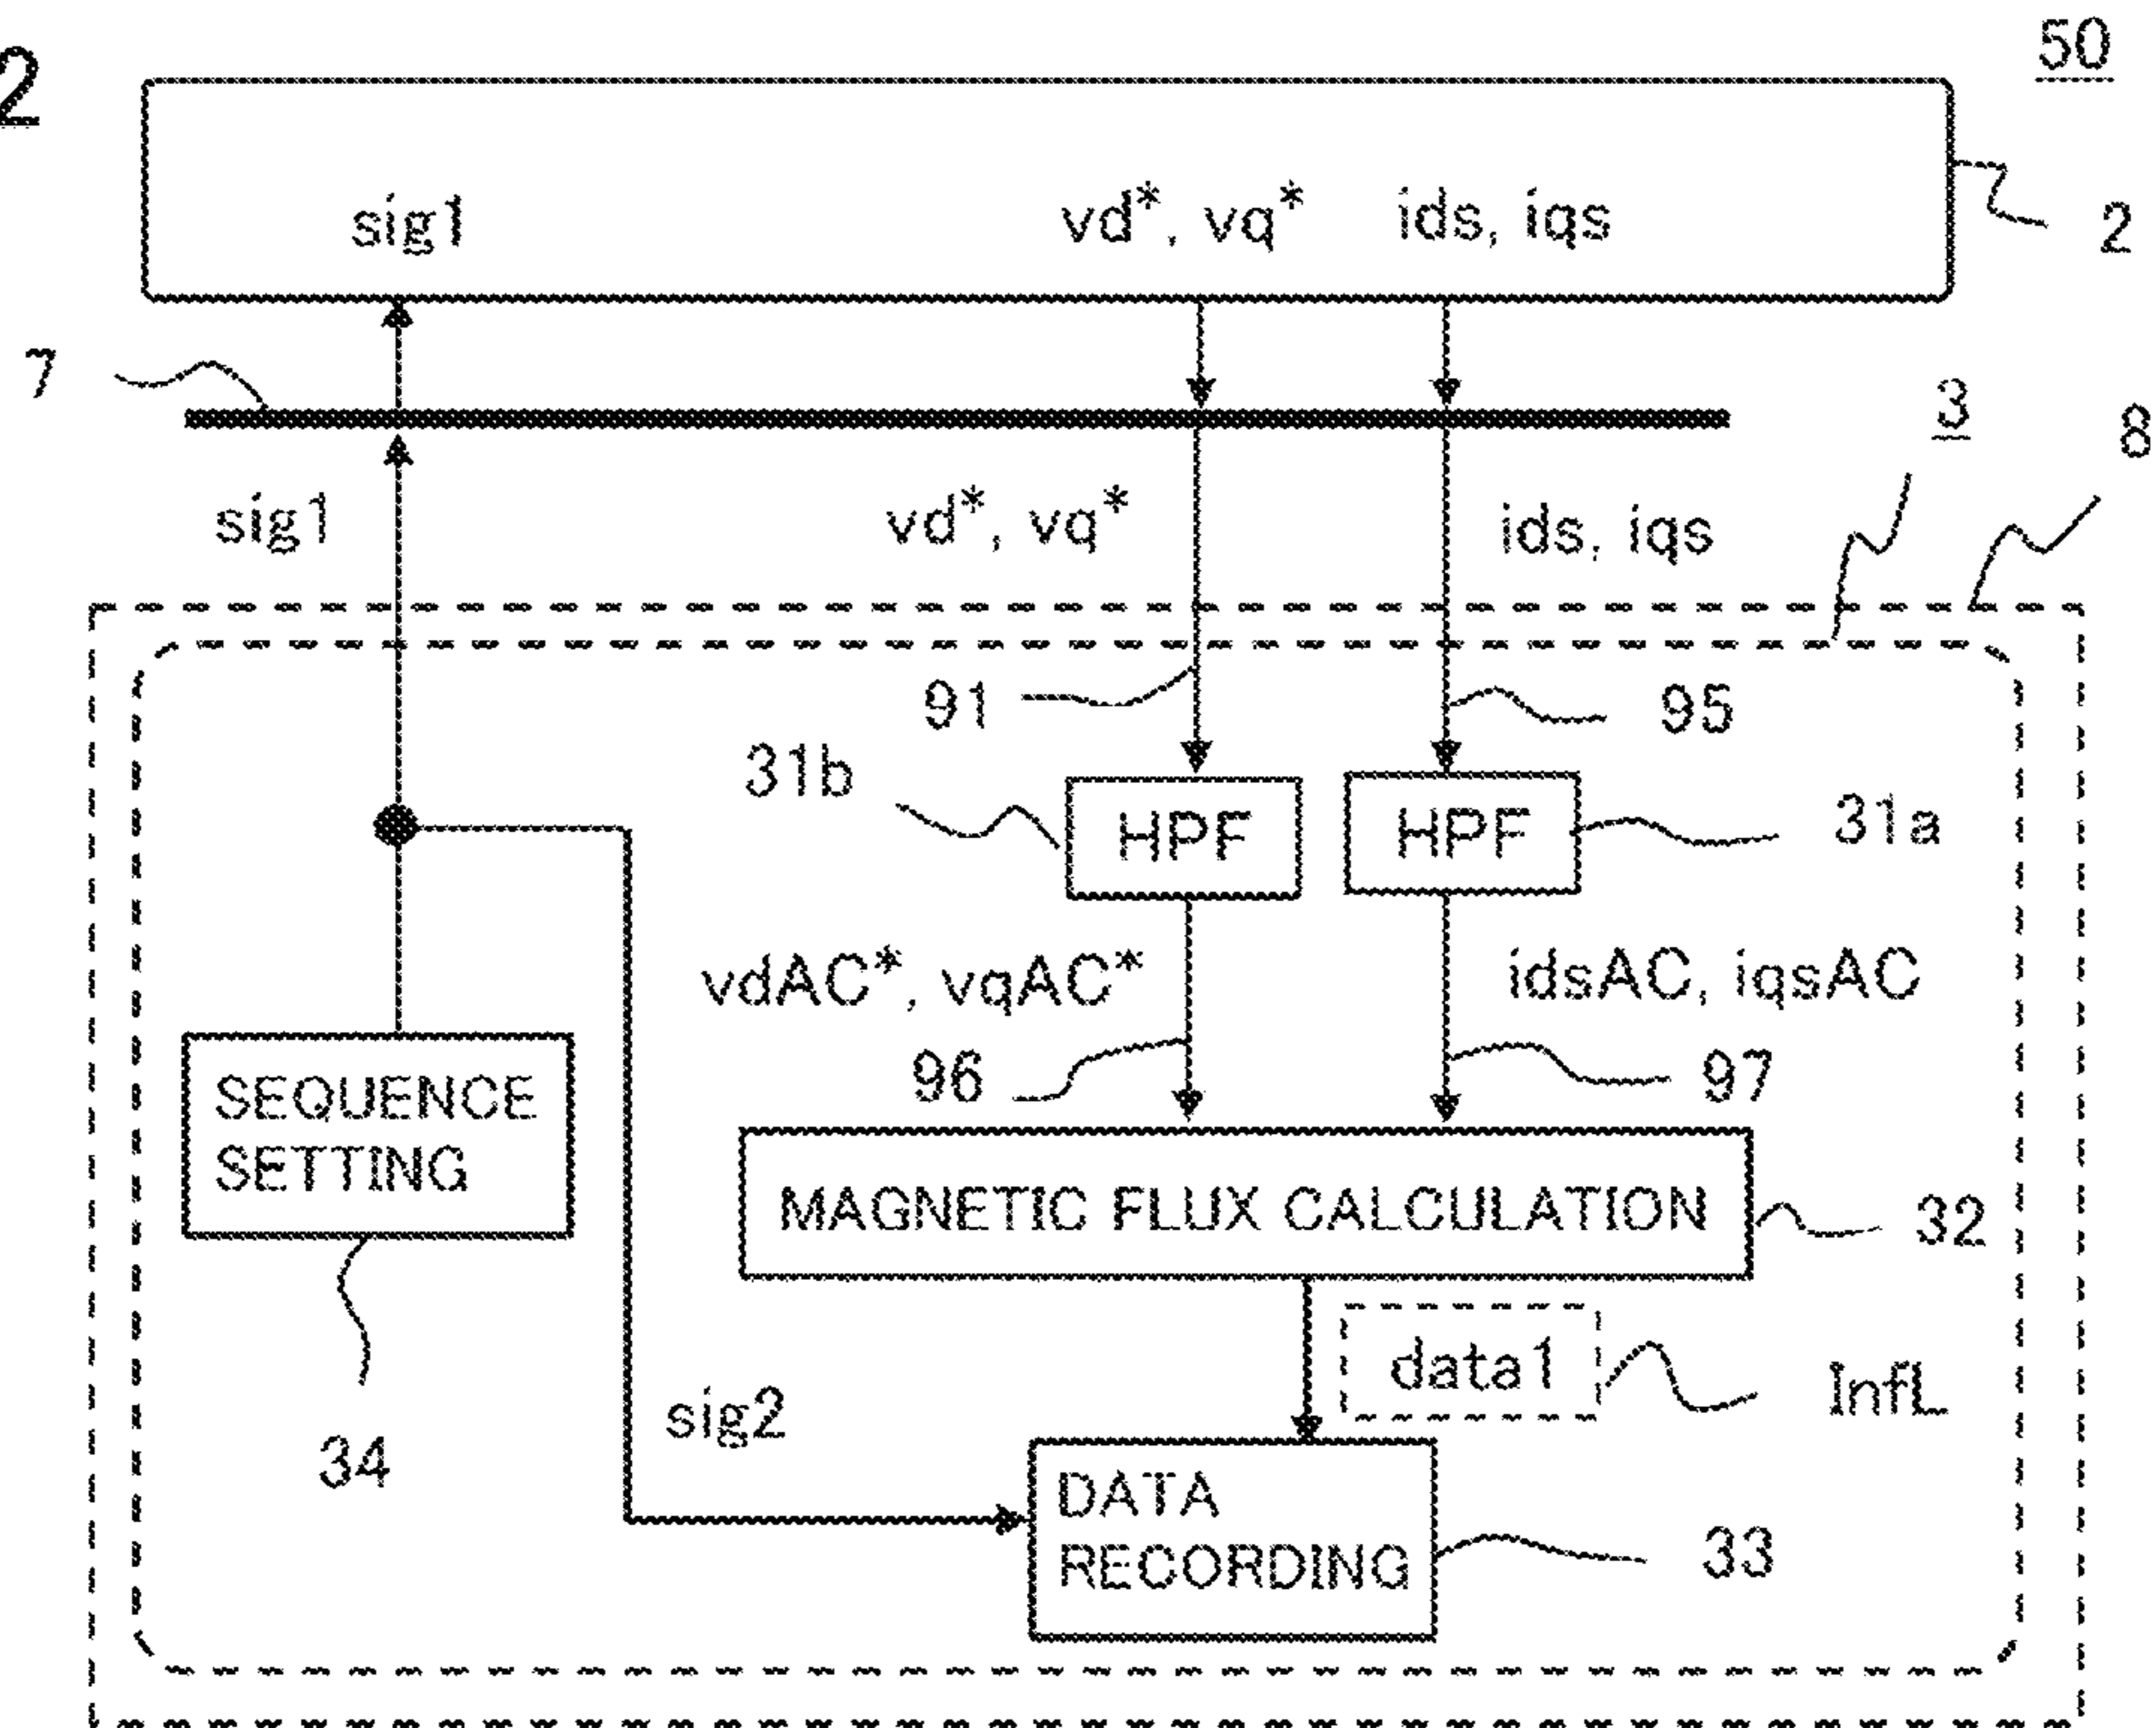 2
50
sig1
vd*, vq*
ids, iqs
2
7
3
8
sig1
vd*, vq*
ids, iqs
91
95
31b
HPF
HPF
31a
vdAC*, vqAC*
idsAC, iqsAC
96
97
SEQUENCE
SETTING
MAGNETIC FLUX CALCULATION
32
data1
InfL
34
sig2
DATA
RECORDING
33